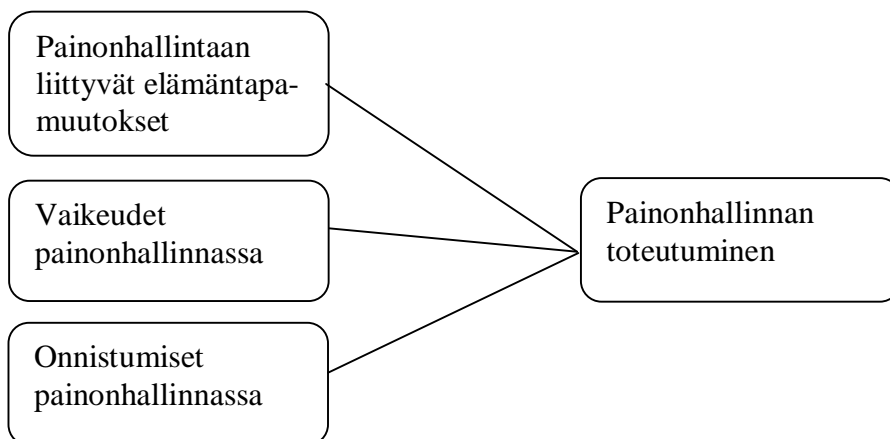 Painonhallintaan
liittyvät elämäntapa-
muutokset
Vaikeudet
painonhallinnassa
Onnistumiset
painonhallinnassa
Painonhallinnan
toteutuminen